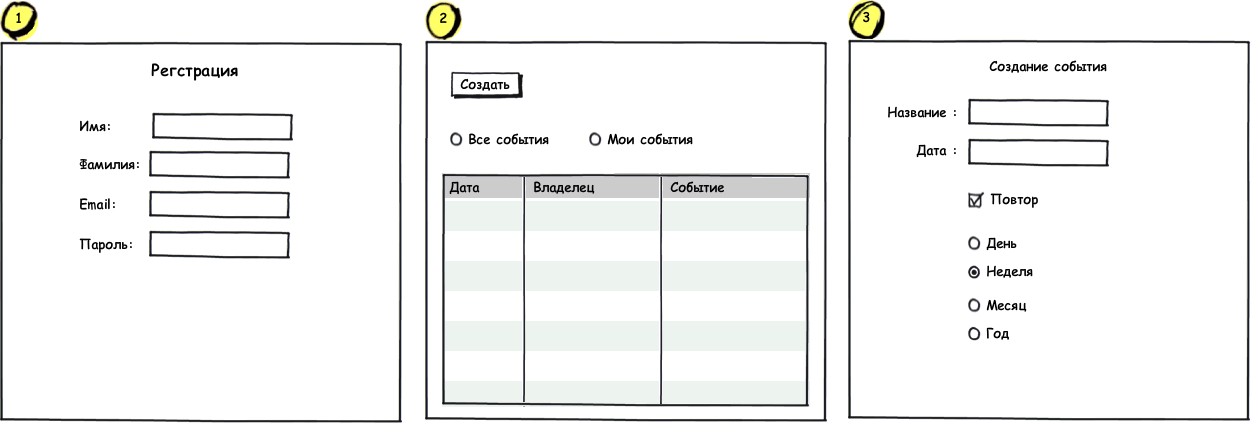 1
Регстрация
Имя:
Фамилия:
Email:
Пароль:
2
Создать
Все события Мои события
Дата Владелец Событие
3
Создание события
Название :
Дата :
Повтор
День
Неделя
Месяц
Год